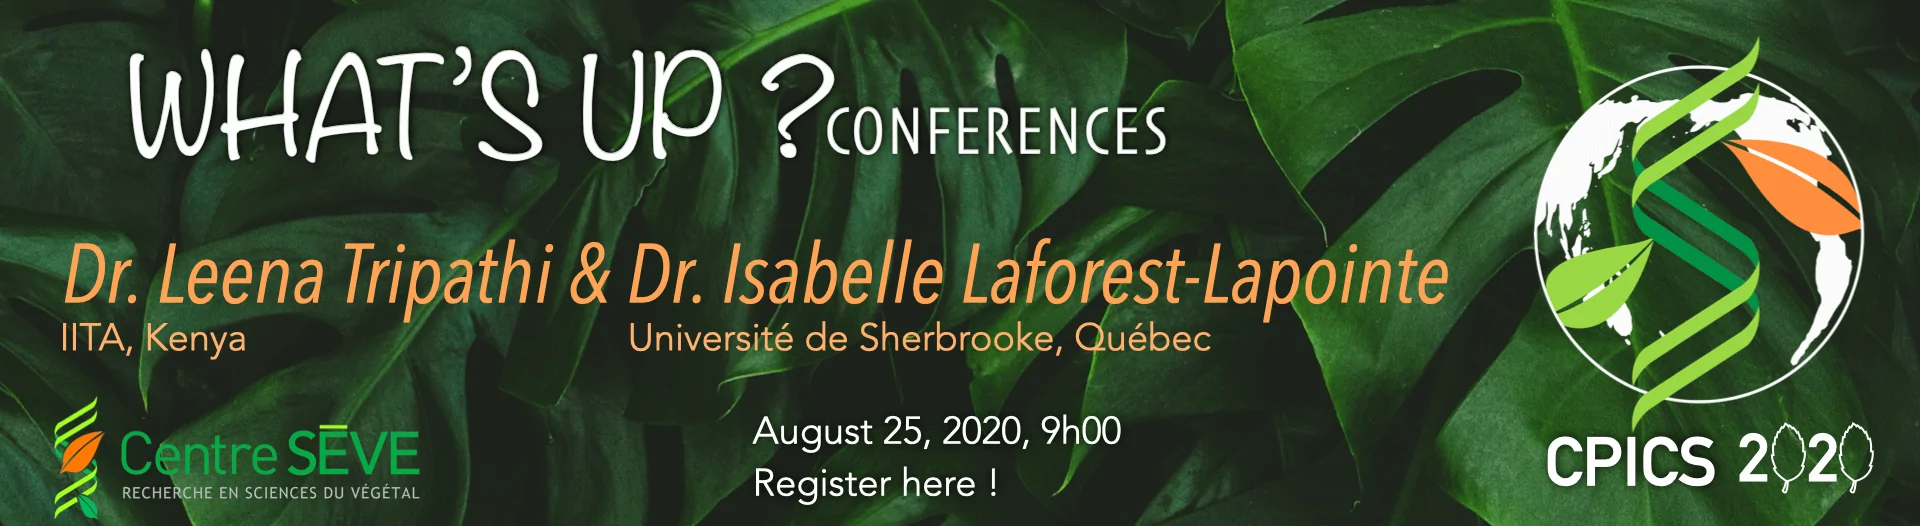 WHAT'S UP ? CONFERENCES
Dr. Leena Tripathi & Dr. Isabelle Laforest-Lapointe
IITA, Kenya
Université de Sherbrooke, Québec
August 25, 2020, 9h00
Register here !
Centre SĒVE
RECHERCHE EN SCIENCES DU VÉGÉTAL
CPICS 2020